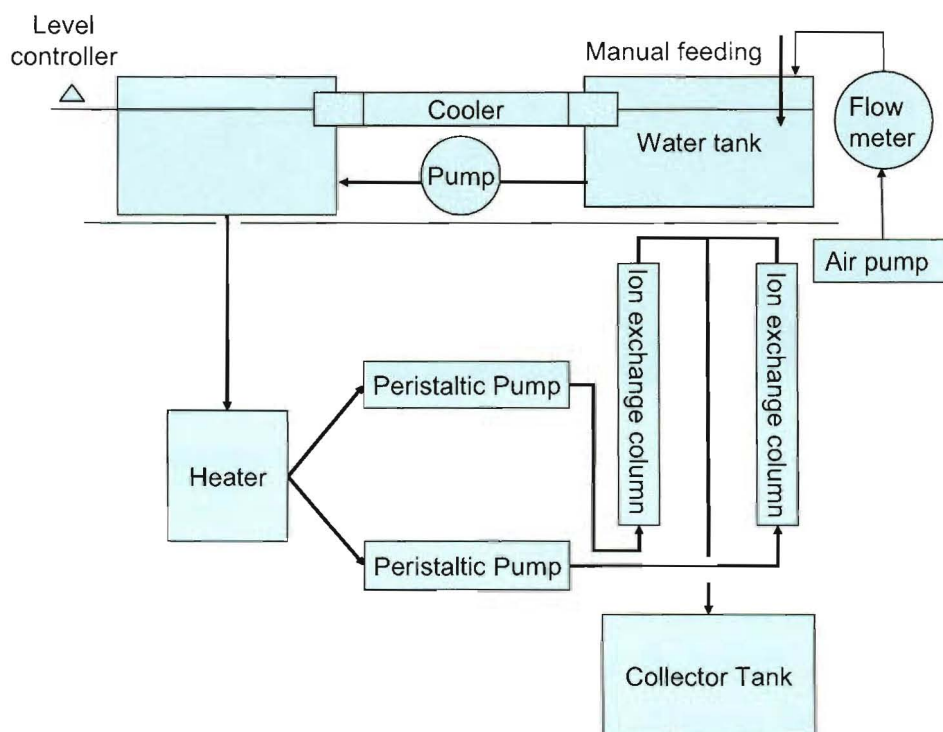 Level
controller
Manual feeding
Cooler
Flow
meter
Water tank
Pump
Air pump
Ion exchange column
Ion exchange column
Peristaltic Pump
Heater
Peristaltic Pump
Collector Tank